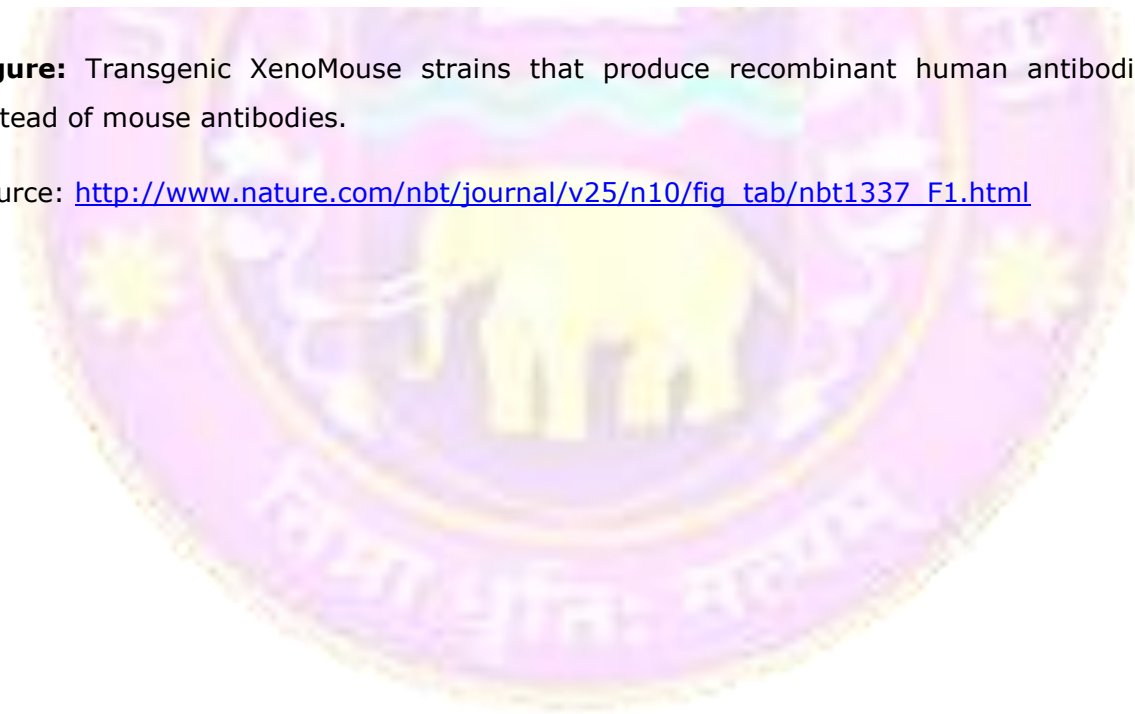 gure: Transgenic XenoMouse strains that produce recombinant human antibodi
tead of mouse antibodies.
urce: http://www.nature.com/nbt/journal/v25/n10/fig_tab/nbt1337_F1.html